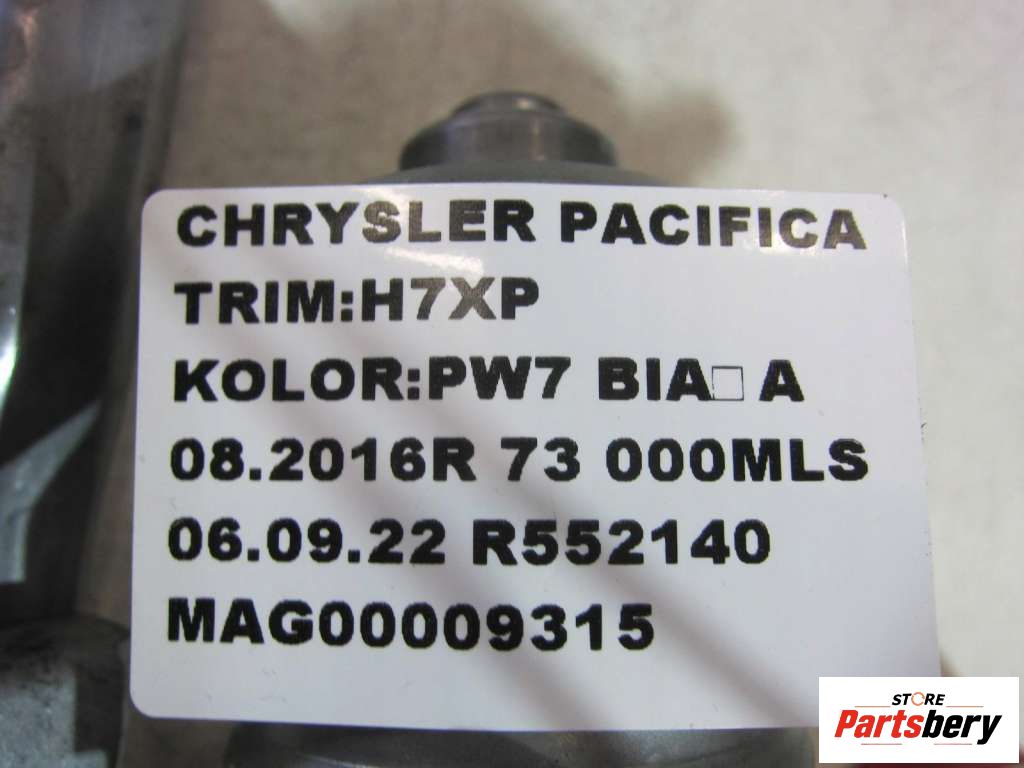 CHRYSLER PACIFICA
TRIM:H7XP
KOLOR:PW7 BIA□ A
08.2016R 73 000MLS
06.09.22 R552140
MAG00009315
STORE
Partsbery